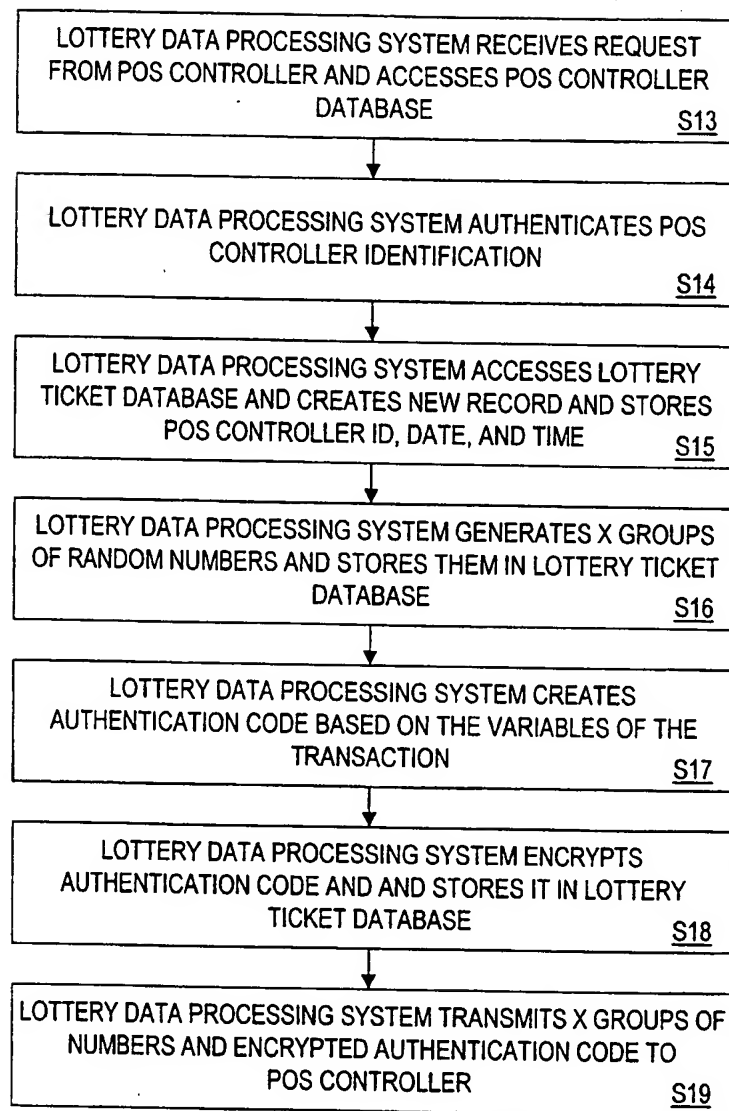 LOTTERY DATA PROCESSING SYSTEM RECEIVES REQUEST
FROM POS CONTROLLER AND ACCESSES POS CONTROLLER
DATABASE
S13
LOTTERY DATA PROCESSING SYSTEM AUTHENTICATES POS
CONTROLLER IDENTIFICATION
S14
LOTTERY DATA PROCESSING SYSTEM ACCESSES LOTTERY
TICKET DATABASE AND CREATES NEW RECORD AND STORES
POS CONTROLLER ID, DATE, AND TIME
S15
LOTTERY DATA PROCESSING SYSTEM GENERATES X GROUPS
OF RANDOM NUMBERS AND STORES THEM IN LOTTERY TICKET
DATABASE
S16
LOTTERY DATA PROCESSING SYSTEM CREATES
AUTHENTICATION CODE BASED ON THE VARIABLES OF THE
TRANSACTION
S17
LOTTERY DATA PROCESSING SYSTEM ENCRYPTS
AUTHENTICATION CODE AND AND STORES IT IN LOTTERY
TICKET DATABASE
S18
LOTTERY DATA PROCESSING SYSTEM TRANSMITS X GROUPS OF
NUMBERS AND ENCRYPTED AUTHENTICATION CODE TO
POS CONTROLLER
S19